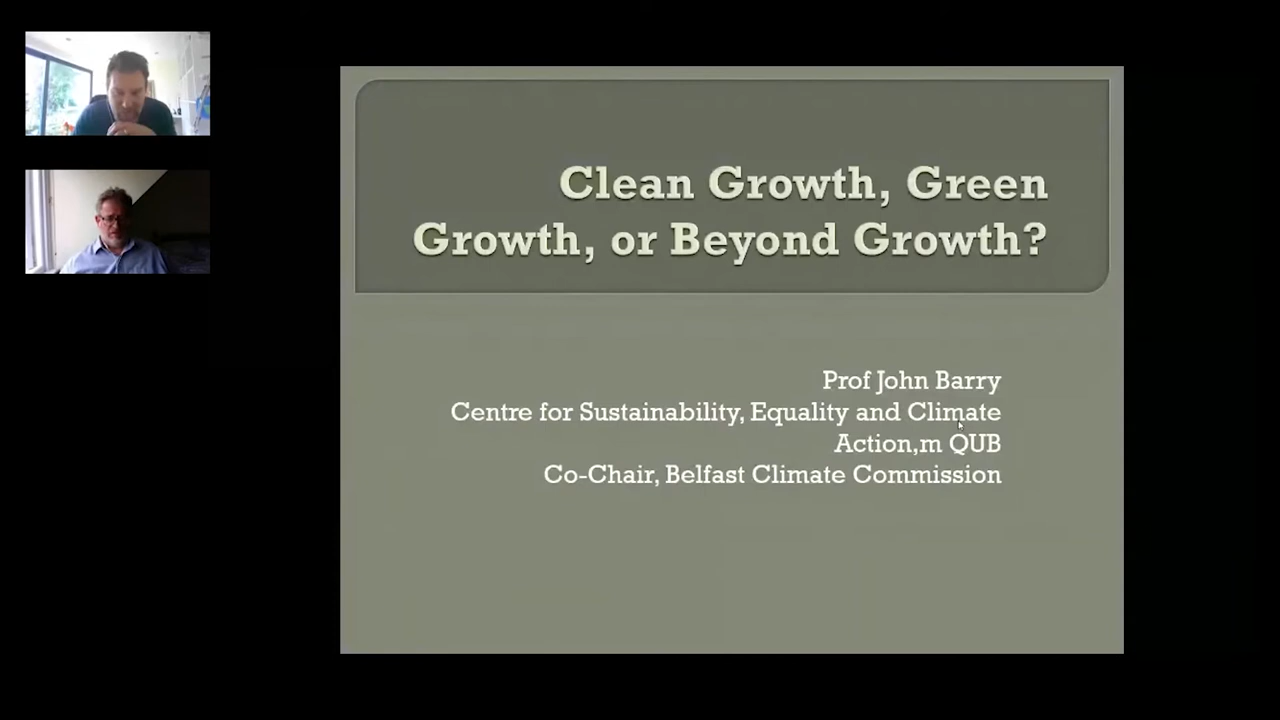 Clean Growth, Green
Growth, or Beyond Growth?
Prof John Barry
Centre for Sustainability, Equality and Climate
Action,m QUB
Co-Chair, Belfast Climate Commission